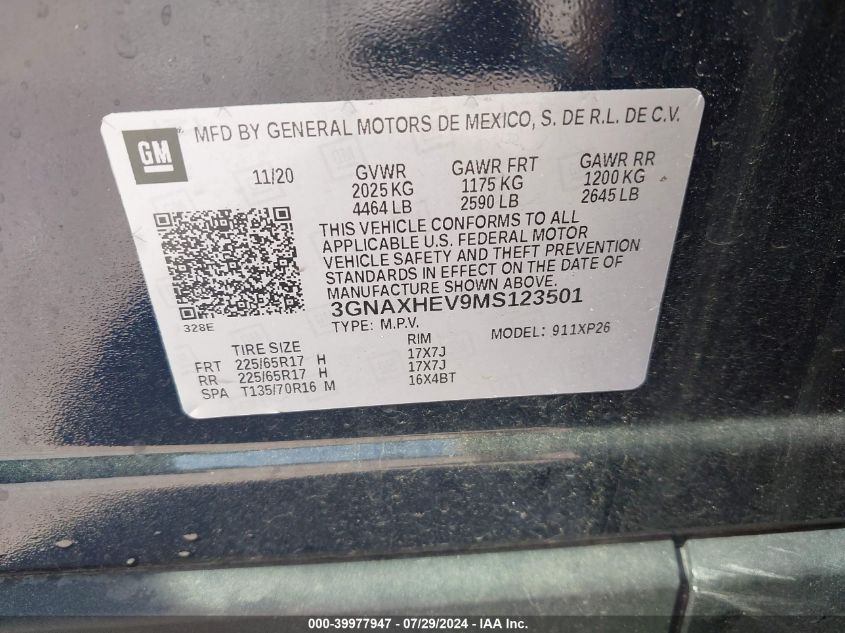 GM MFD BY GENERAL MOTORS DE MEXICO, S. DE R.L. DE C.V.
11/20 GVWR GAWR FRT GAWR RR
2025 KG 1175 KG 1200 KG
4464 LB 2590 LB 2645 LB
THIS VEHICLE CONFORMS TO ALL
APPLICABLE U.S. FEDERAL MOTOR
VEHICLE SAFETY AND THEFT PREVENTION
STANDARDS IN EFFECT ON THE DATE OF
MANUFACTURE SHOWN ABOVE.
3GNAXHEV9MS123501
328E
TYPE: M.P.V. MODEL: 911XP26
TIRE SIZE RIM
FRT 225/65R17 H 17X7J
RR 225/65R17 H 17X7J
SPA T135/70R16 M 16X4BT
000-39977947 / 07/29/2024 - IAA Inc.